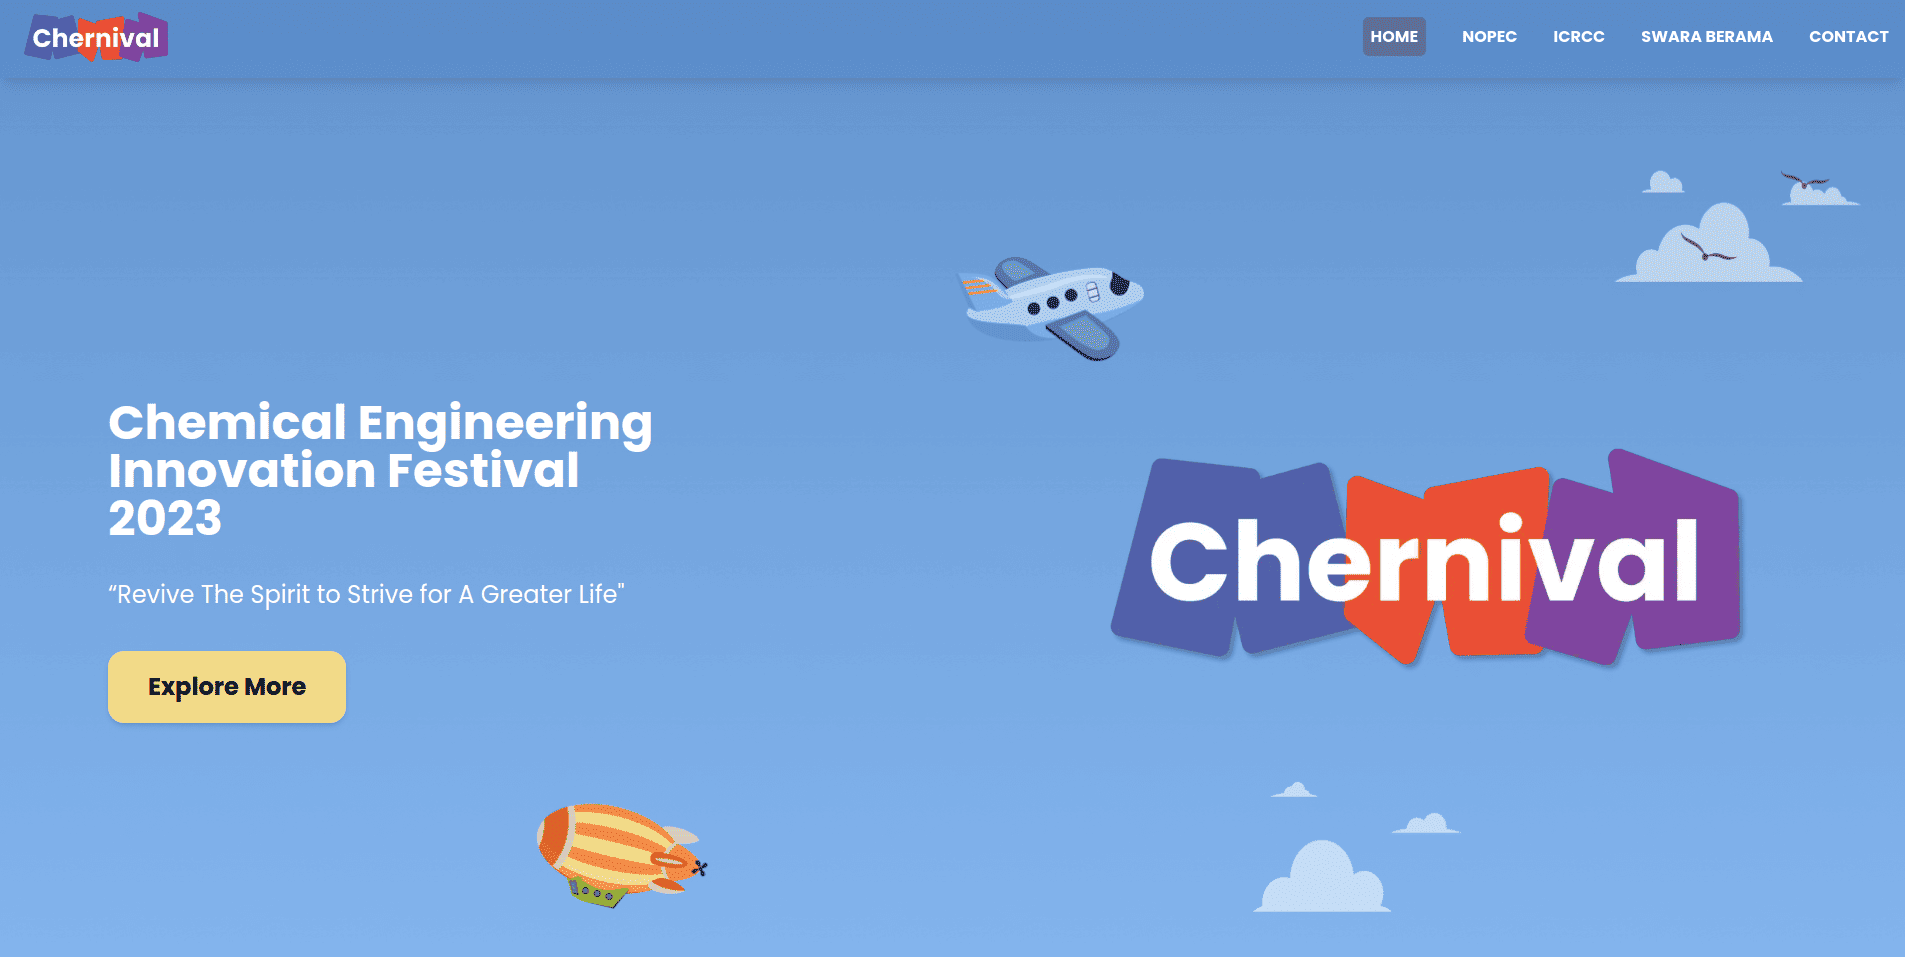 Chernival
HOME NOPEC ICRCC SWARA BERAMA CONTACT
Chemical Engineering
Innovation Festival
2023
“Revive The Spirit to Strive for A Greater Life"
Explore More
Chernival